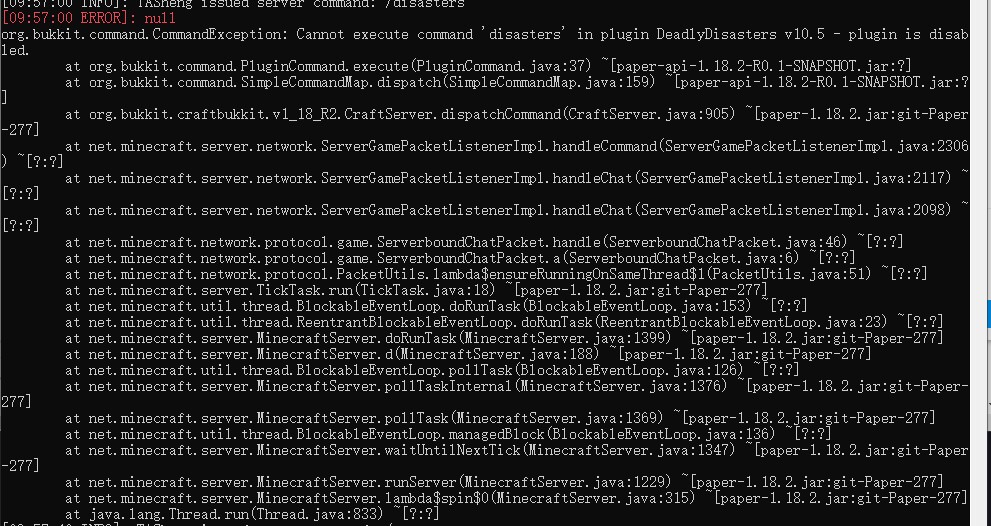 [09:57:00 INFO]: TASheng issued server command: /disasters
[09:57:00 ERROR]: null
org.bukkit.command.CommandException: Cannot execute command 'disasters' in plugin DeadlyDisasters v10.5 - plugin is disab
led.
at org.bukkit.command.PluginCommand.execute(PluginCommand.java:37) ~[paper-api-1.18.2-R0.1-SNAPSHOT.jar:?]
at org.bukkit.command.SimpleCommandMap.dispatch(SimpleCommandMap.java:159) ~[paper-api-1.18.2-R0.1-SNAPSHOT.jar:?
]
at org.bukkit.craftbukkit.v1_18_R2.CraftServer.dispatchCommand(CraftServer.java:905) ~[paper-1.18.2.jar:git-Paper
-277]
at net.minecraft.server.network.ServerGamePacketListenerImpl.handleCommand(ServerGamePacketListenerImpl.java:2306
) ~[?:?]
at net.minecraft.server.network.ServerGamePacketListenerImpl.handleChat(ServerGamePacketListenerImpl.java:2117) ~
[?:?]
at net.minecraft.server.network.ServerGamePacketListenerImpl.handleChat(ServerGamePacketListenerImpl.java:2098) ~
[?:?]
at net.minecraft.network.protocol.game.ServerboundChatPacket.handle(ServerboundChatPacket.java:46) ~[?:?]
at net.minecraft.network.protocol.game.ServerboundChatPacket.a(ServerboundChatPacket.java:6) ~[?:?]
at net.minecraft.network.protocol.PacketUtils.lambda$ensureRunningOnSameThread$1(PacketUtils.java:51) ~[?:?]
at net.minecraft.server.TickTask.run(TickTask.java:18) ~[paper-1.18.2.jar:git-Paper-277]
at net.minecraft.util.thread.BlockableEventLoop.doRunTask(BlockableEventLoop.java:153) ~[?:?]
at net.minecraft.util.thread.ReentrantBlockableEventLoop.doRunTask(ReentrantBlockableEventLoop.java:23) ~[?:?]
at net.minecraft.server.MinecraftServer.doRunTask(MinecraftServer.java:1399) ~[paper-1.18.2.jar:git-Paper-277]
at net.minecraft.server.MinecraftServer.d(MinecraftServer.java:188) ~[paper-1.18.2.jar:git-Paper-277]
at net.minecraft.util.thread.BlockableEventLoop.pollTask(BlockableEventLoop.java:126) ~[?:?]
at net.minecraft.server.MinecraftServer.pollTaskInternal(MinecraftServer.java:1376) ~[paper-1.18.2.jar:git-Paper-
277]
at net.minecraft.server.MinecraftServer.pollTask(MinecraftServer.java:1369) ~[paper-1.18.2.jar:git-Paper-277]
at net.minecraft.util.thread.BlockableEventLoop.managedBlock(BlockableEventLoop.java:136) ~[?:?]
at net.minecraft.server.MinecraftServer.waitUntilNextTick(MinecraftServer.java:1347) ~[paper-1.18.2.jar:git-Paper
-277]
at net.minecraft.server.MinecraftServer.runServer(MinecraftServer.java:1229) ~[paper-1.18.2.jar:git-Paper-277]
at net.minecraft.server.MinecraftServer.lambda$spin$0(MinecraftServer.java:315) ~[paper-1.18.2.jar:git-Paper-277]
at java.lang.Thread.run(Thread.java:833) ~[?:?]